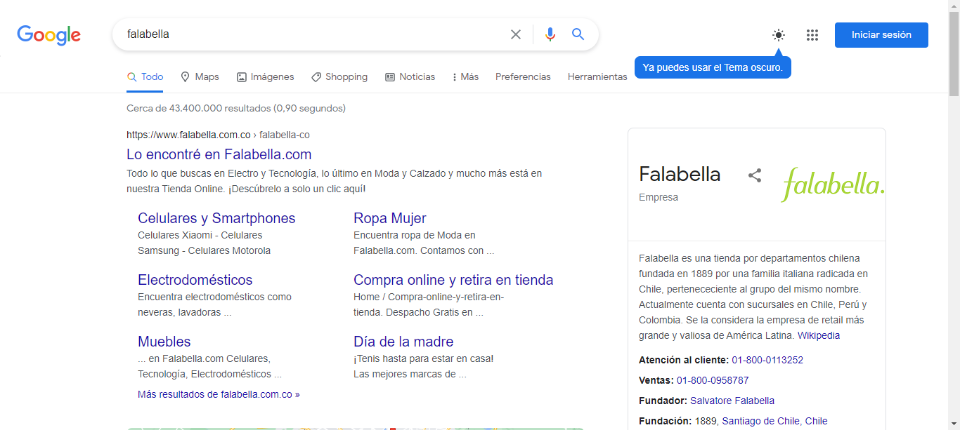 Google
falabella
Iniciar sesión
Ya puedes usar el Tema oscuro.
Todo Maps Imágenes Shopping Noticias Más Preferencias Herramientas
Cerca de 43.400.000 resultados (0,90 segundos)
https://www.falabella.com.co › falabella-co
Lo encontré en Falabella.com
Todo lo que buscas en Electro y Tecnología, lo último en Moda y Calzado y mucho más está en
nuestra Tienda Online. ¡Descúbrelo a solo un clic aquí!
Celulares y Smartphones
Celulares Xiaomi - Celulares
Samsung - Celulares Motorola
Ropa Mujer
Encuentra ropa de Moda en
Falabella.com. Contamos con ...
Electrodomésticos
Encuentra electrodomésticos como
neveras, lavadoras ...
Compra online y retira en tienda
Home / Compra-online-y-retira-en-
tienda. Despacho Gratis en ...
Muebles
... en Falabella.com Celulares,
Tecnología, Electrodomésticos ...
Día de la madre
¡Tenis hasta para estar en casa!
Las mejores marcas de ...
Más resultados de falabella.com.co »
Falabella
Empresa
falabella.
Falabella es una tienda por departamentos chilena
fundada en 1889 por una familia italiana radicada en
Chile, pertenececiente al grupo del mismo nombre.
Actualmente cuenta con sucursales en Chile, Perú y
Colombia. Se la considera la empresa de retail más
grande y valiosa de América Latina. Wikipedia
Atención al cliente: 01-800-0113252
Ventas: 01-800-0958787
Fundador: Salvatore Falabella
Fundación: 1889, Santiago de Chile, Chile